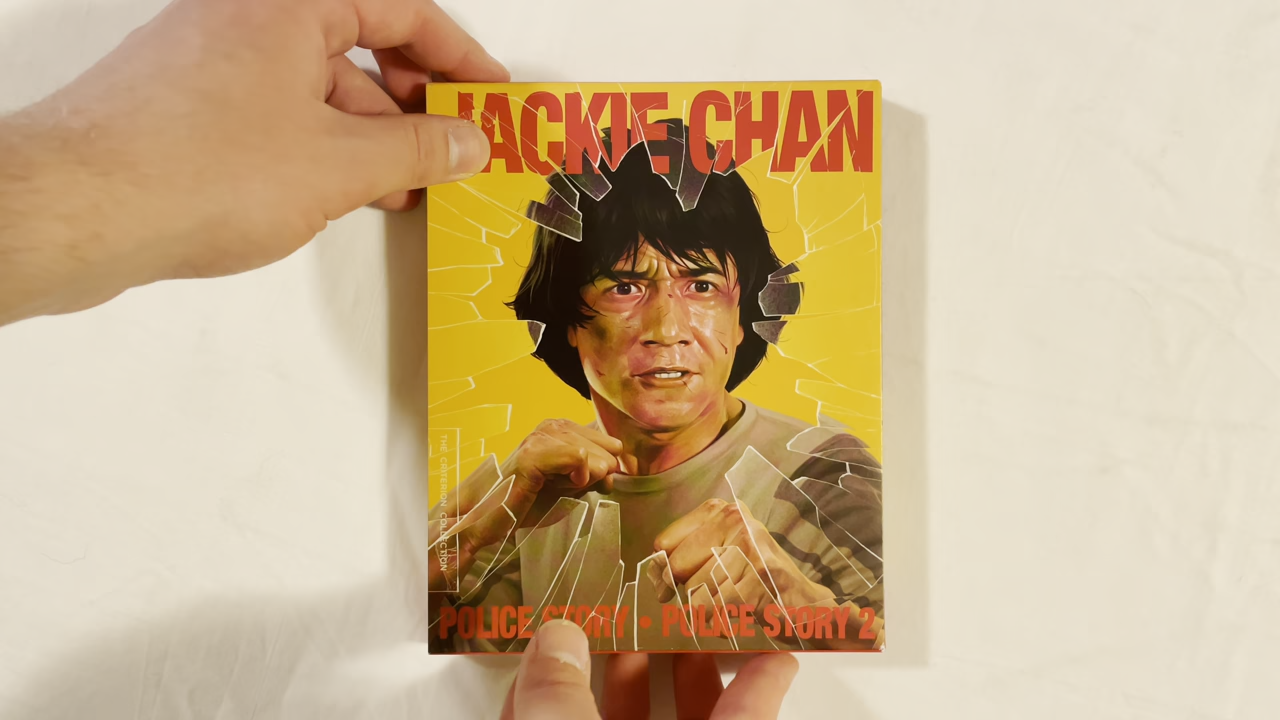 JACKIE CHAN
THE CRITERION COLLECTION
POLICE STORY • POLICE STORY 2